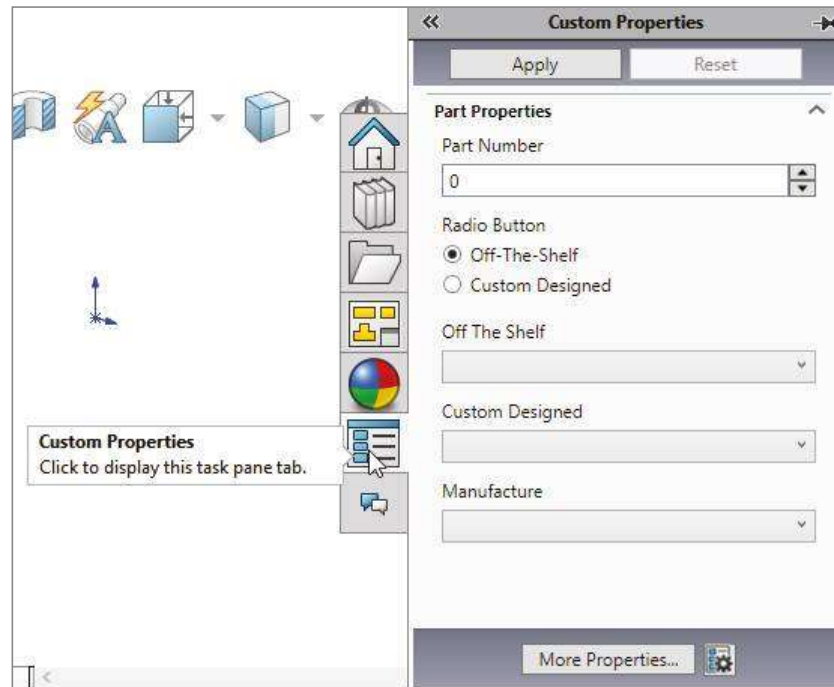 Custom Properties
Apply
Reset
Part Properties
Part Number
0
Radio Button
Off-The-Shelf
Custom Designed
Off The Shelf
Custom Designed
Manufacture
Custom Properties
Click to display this task pane tab.
More Properties...